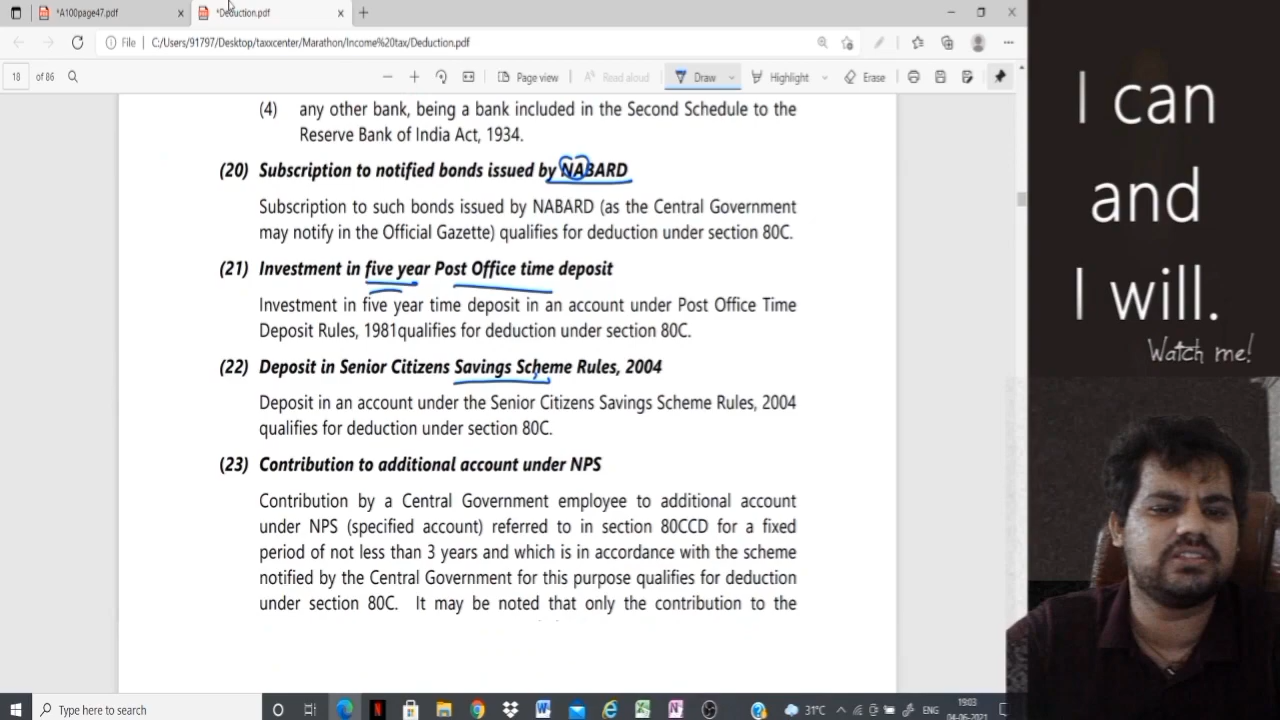 *A100page47.pdf
*Deduction.pdf
File C:/Users/91797/Desktop/taxxcenter/Marathon/Income%20tax/Deduction.pdf
18 of 86
Page view
Read aloud
Draw
Highlight
Erase
(4) any other bank, being a bank included in the Second Schedule to the
Reserve Bank of India Act, 1934.
(20) Subscription to notified bonds issued by NABARD
Subscription to such bonds issued by NABARD (as the Central Government
may notify in the Official Gazette) qualifies for deduction under section 80C.
(21) Investment in five year Post Office time deposit
Investment in five year time deposit in an account under Post Office Time
Deposit Rules, 1981qualifies for deduction under section 80C.
(22) Deposit in Senior Citizens Savings Scheme Rules, 2004
Deposit in an account under the Senior Citizens Savings Scheme Rules, 2004
qualifies for deduction under section 80C.
(23) Contribution to additional account under NPS
Contribution by a Central Government employee to additional account
under NPS (specified account) referred to in section 80CCD for a fixed
period of not less than 3 years and which is in accordance with the scheme
notified by the Central Government for this purpose qualifies for deduction
under section 80C. It may be noted that only the contribution to the
I can
and
I will.
Watch me!
Type here to search
31°C
ENG
19:03
04-06-2021